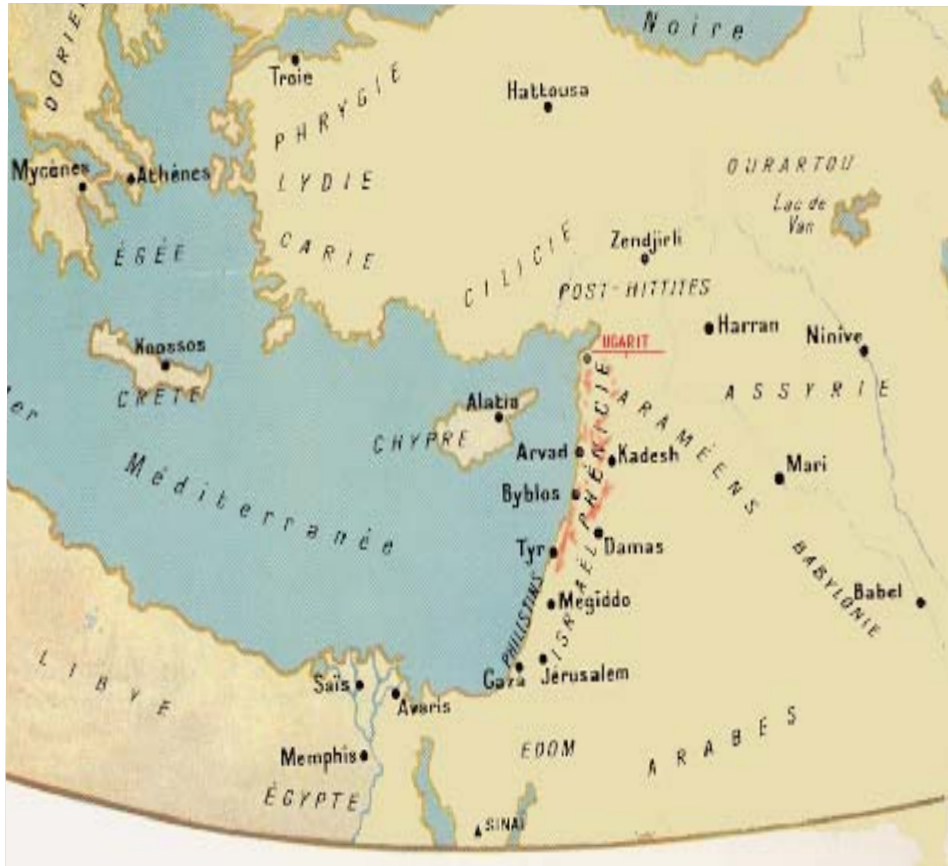 Noire
DORIENS
Troie
PHRYGIE
Hattousa
OURARTOU
Mycènes
Athènes
LYDIE
Lac de
Van
CARIE
ÉGÉE
CILICIE
Zendjirli
POST-HITTITES
Harran
Ninive
UGARIT
Knossos
CRÈTE
ASSYRIE
Alatia
CHYPRE
PHÉNICIE
ARAMÉENS
Arvad
Kadesh
Mari
Méditerranée
Byblos
Tyr
Damas
BABYLONIE
Babel
ISRAËL
PHILISTINS
Mégiddo
LIBYE
Saïs
Avaris
Gaza
Jérusalem
Memphis
EDOM
ARABES
ÉGYPTE
SINAÏ